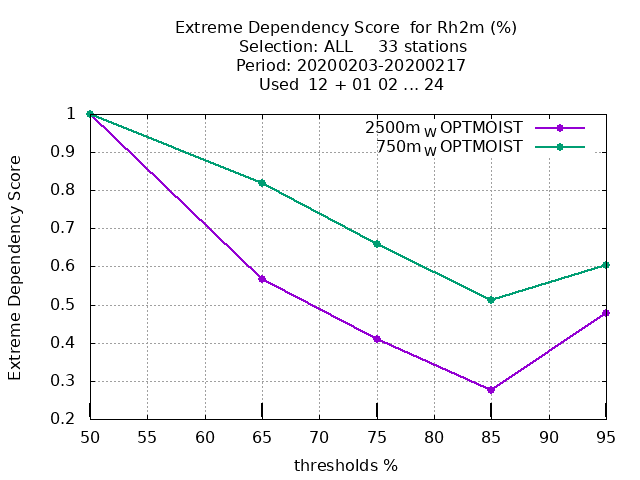 Extreme Dependency Score  for Rh2m (%)
Selection: ALL     33 stations
Period: 20200203-20200217
Used  12 + 01 02 ... 24
2500m W OPTMOIST
750m W OPTMOIST
Extreme Dependency Score
1
0.9
0.8
0.7
0.6
0.5
0.4
0.3
0.2
50 55 60 65 70 75 80 85 90 95
thresholds %